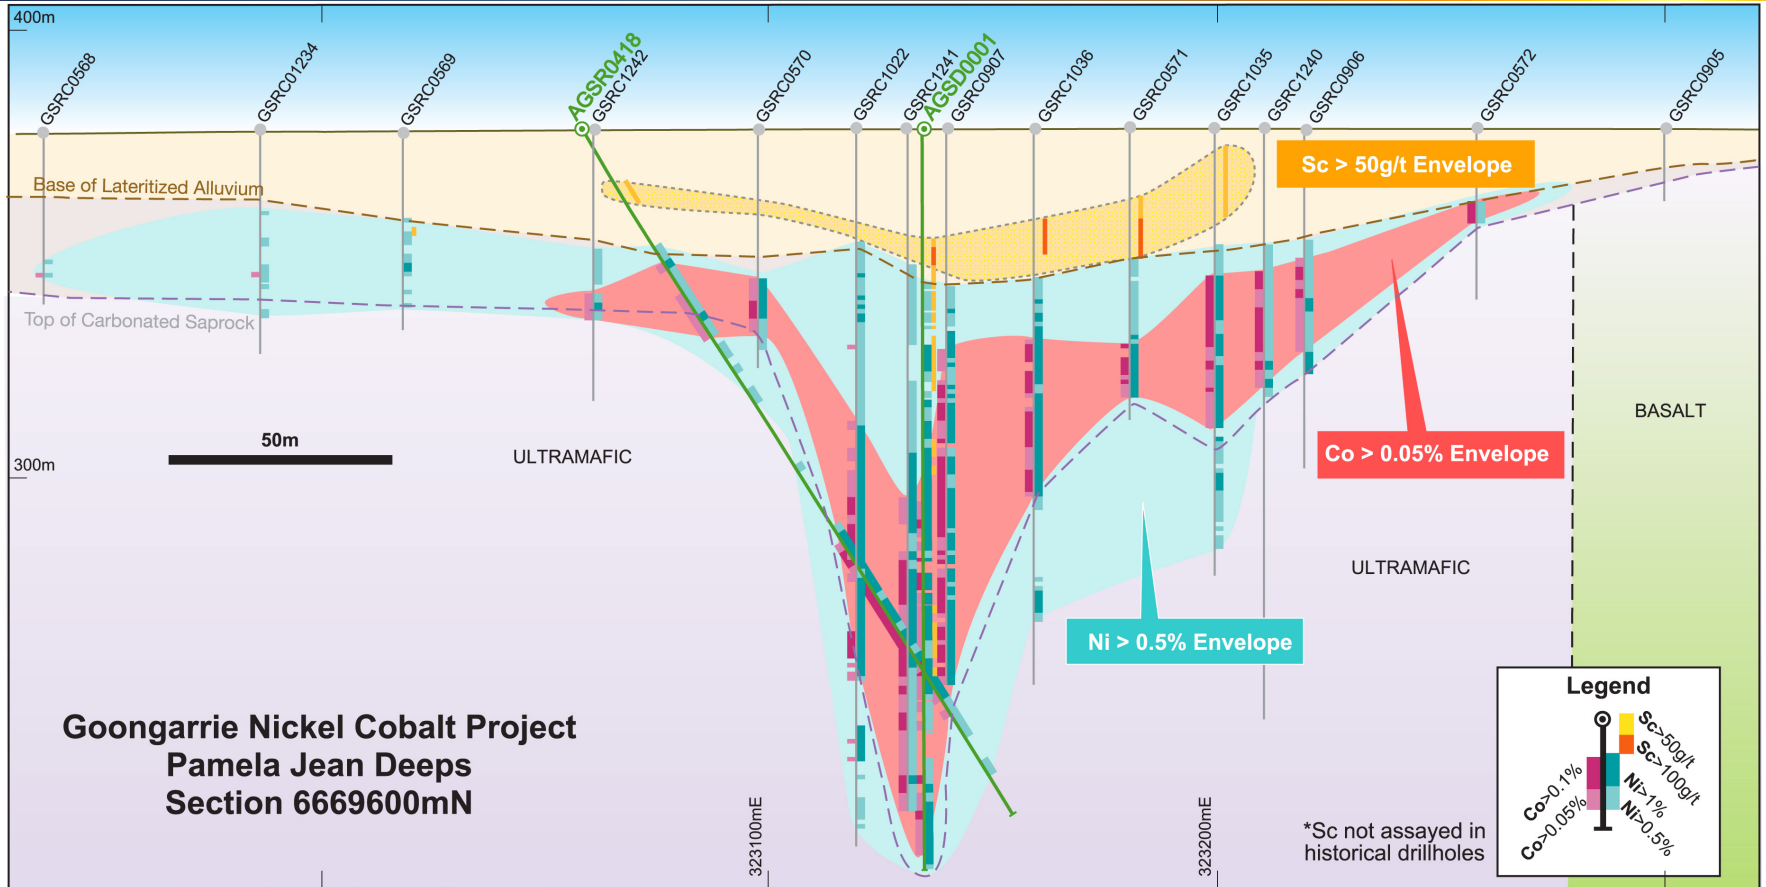 400m
GSRC0568
GSRC01234
GSRC0569
AGSR0418
GSRC1242
GSRC0570
GSRC1022
GSRC1241
AGSD0001
GSRC0907
GSRC1036
GSRC0571
GSRC1035
GSRC1240
GSRC0906
GSRC0572
GSRC0905
Sc > 50g/t Envelope
Base of Lateritized Alluvium
Top of Carbonated Saprock
BASALT
50m
ULTRAMAFIC
Co > 0.05% Envelope
300m
ULTRAMAFIC
Ni > 0.5% Envelope
Goongarrie Nickel Cobalt Project
Pamela Jean Deeps
Section 6669600mN
323100mE
323200mE
*Sc not assayed in
historical drillholes
Legend
Sc>50g/t
Sc>100g/t
Co>0.1%
Ni>1%
Co>0.05%
Ni>0.5%